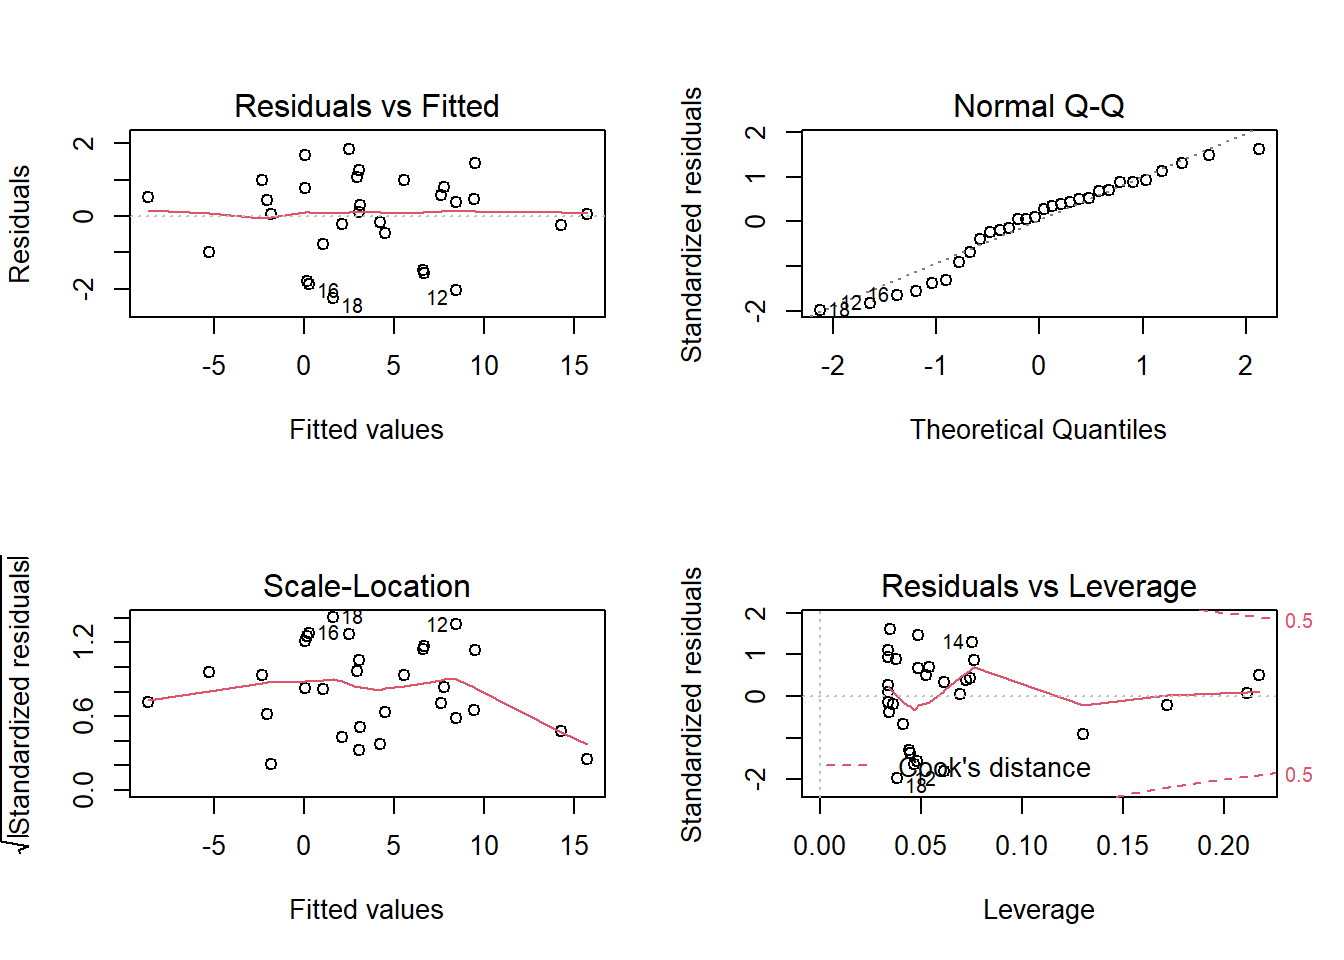 Residuals vs Fitted
Residuals
2
0
-2
16
18
12
-5 0 5 10 15
Fitted values
Normal Q-Q
Standardized residuals
2
1
0
-2
18
12
16
-2 -1 0 1 2
Theoretical Quantiles
Scale-Location
√|Standardized residuals|
1.2
0.6
0.0
16
18
12
-5 0 5 10 15
Fitted values
Residuals vs Leverage
Standardized residuals
2
0
-2
14
0.5
Cook's distance
12
18
0.5
0.00 0.05 0.10 0.15 0.20
Leverage